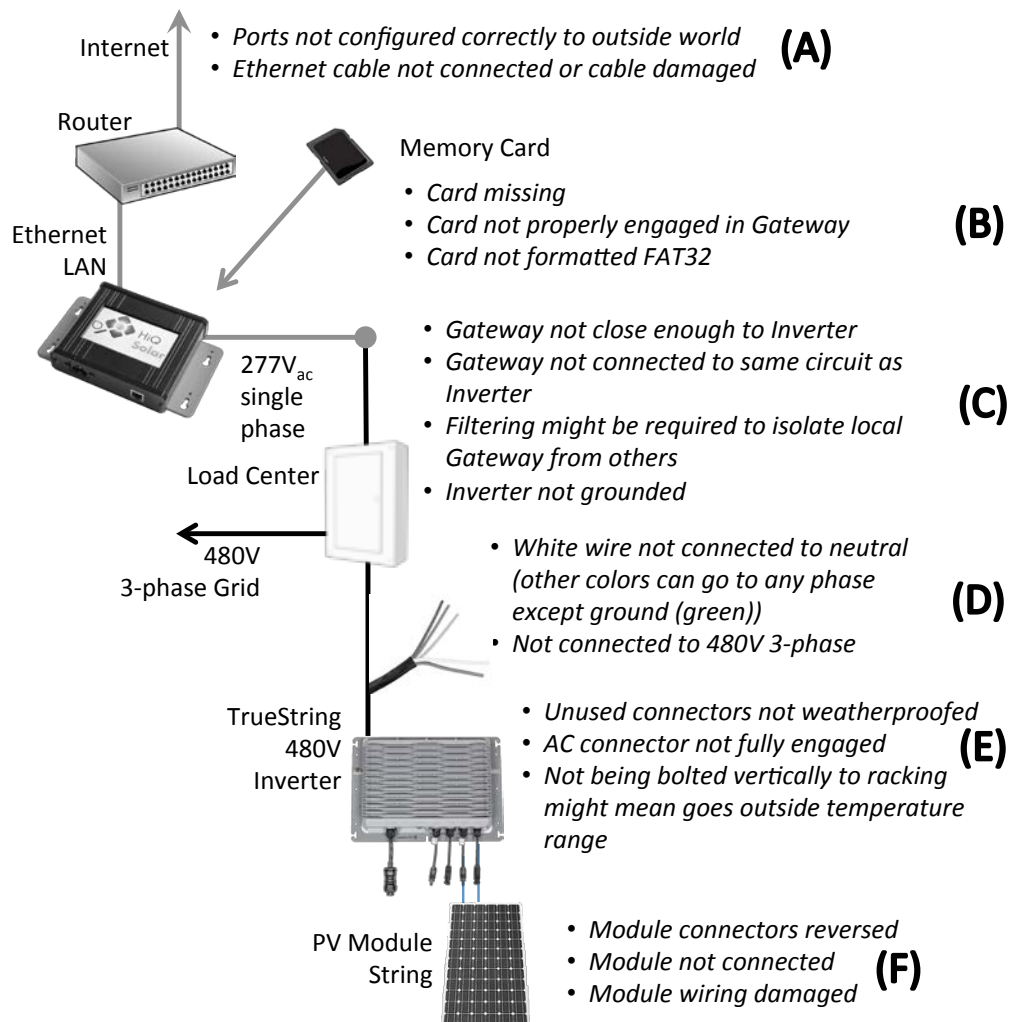 Internet
• Ports not configured correctly to outside world
• Ethernet cable not connected or cable damaged
(A)
Router
Memory Card
• Card missing
• Card not properly engaged in Gateway
• Card not formatted FAT32
(B)
Ethernet
LAN
HiQ
Solar
277Vac
single
phase
• Gateway not close enough to Inverter
• Gateway not connected to same circuit as
Inverter
• Filtering might be required to isolate local
Gateway from others
• Inverter not grounded
(C)
Load Center
480V
3-phase Grid
• White wire not connected to neutral
(other colors can go to any phase
except ground (green))
• Not connected to 480V 3-phase
(D)
TrueString
480V
Inverter
• Unused connectors not weatherproofed
• AC connector not fully engaged
• Not being bolted vertically to racking
might mean goes outside temperature
range
(E)
PV Module
String
• Module connectors reversed
• Module not connected
• Module wiring damaged
(F)